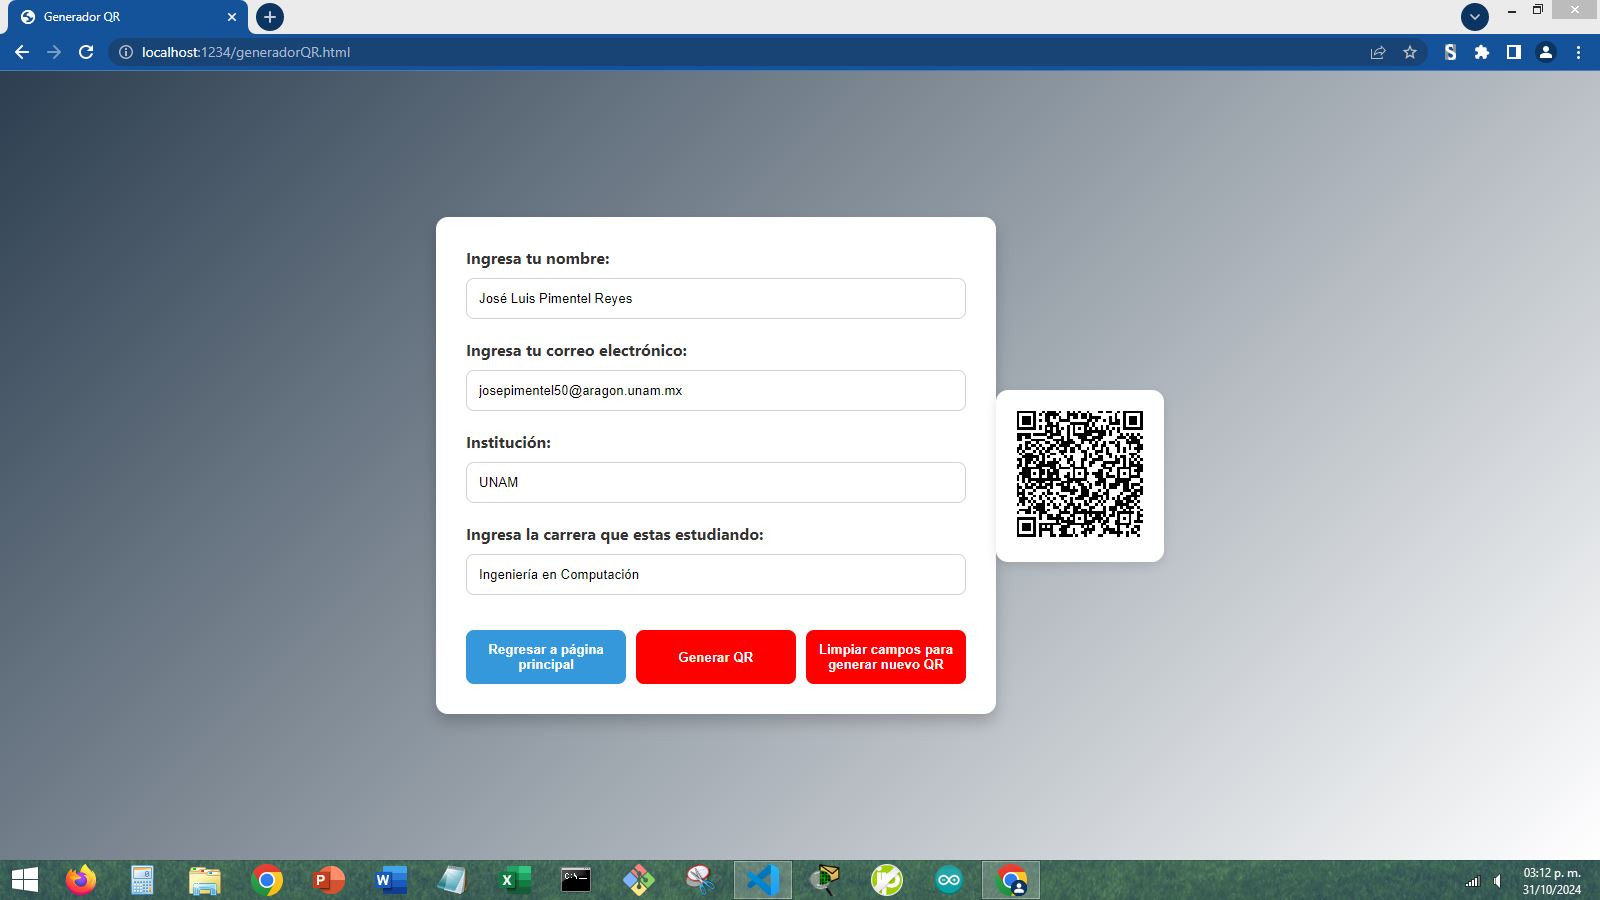 Generador QR
localhost:1234/generadorQR.html
Ingresa tu nombre:
José Luis Pimentel Reyes
Ingresa tu correo electrónico:
josepimentel50@aragon.unam.mx
Institución:
UNAM
Ingresa la carrera que estas estudiando:
Ingeniería en Computación
Regresar a página
principal
Generar QR
Limpiar campos para
generar nuevo QR
03:12 p. m.
31/10/2024